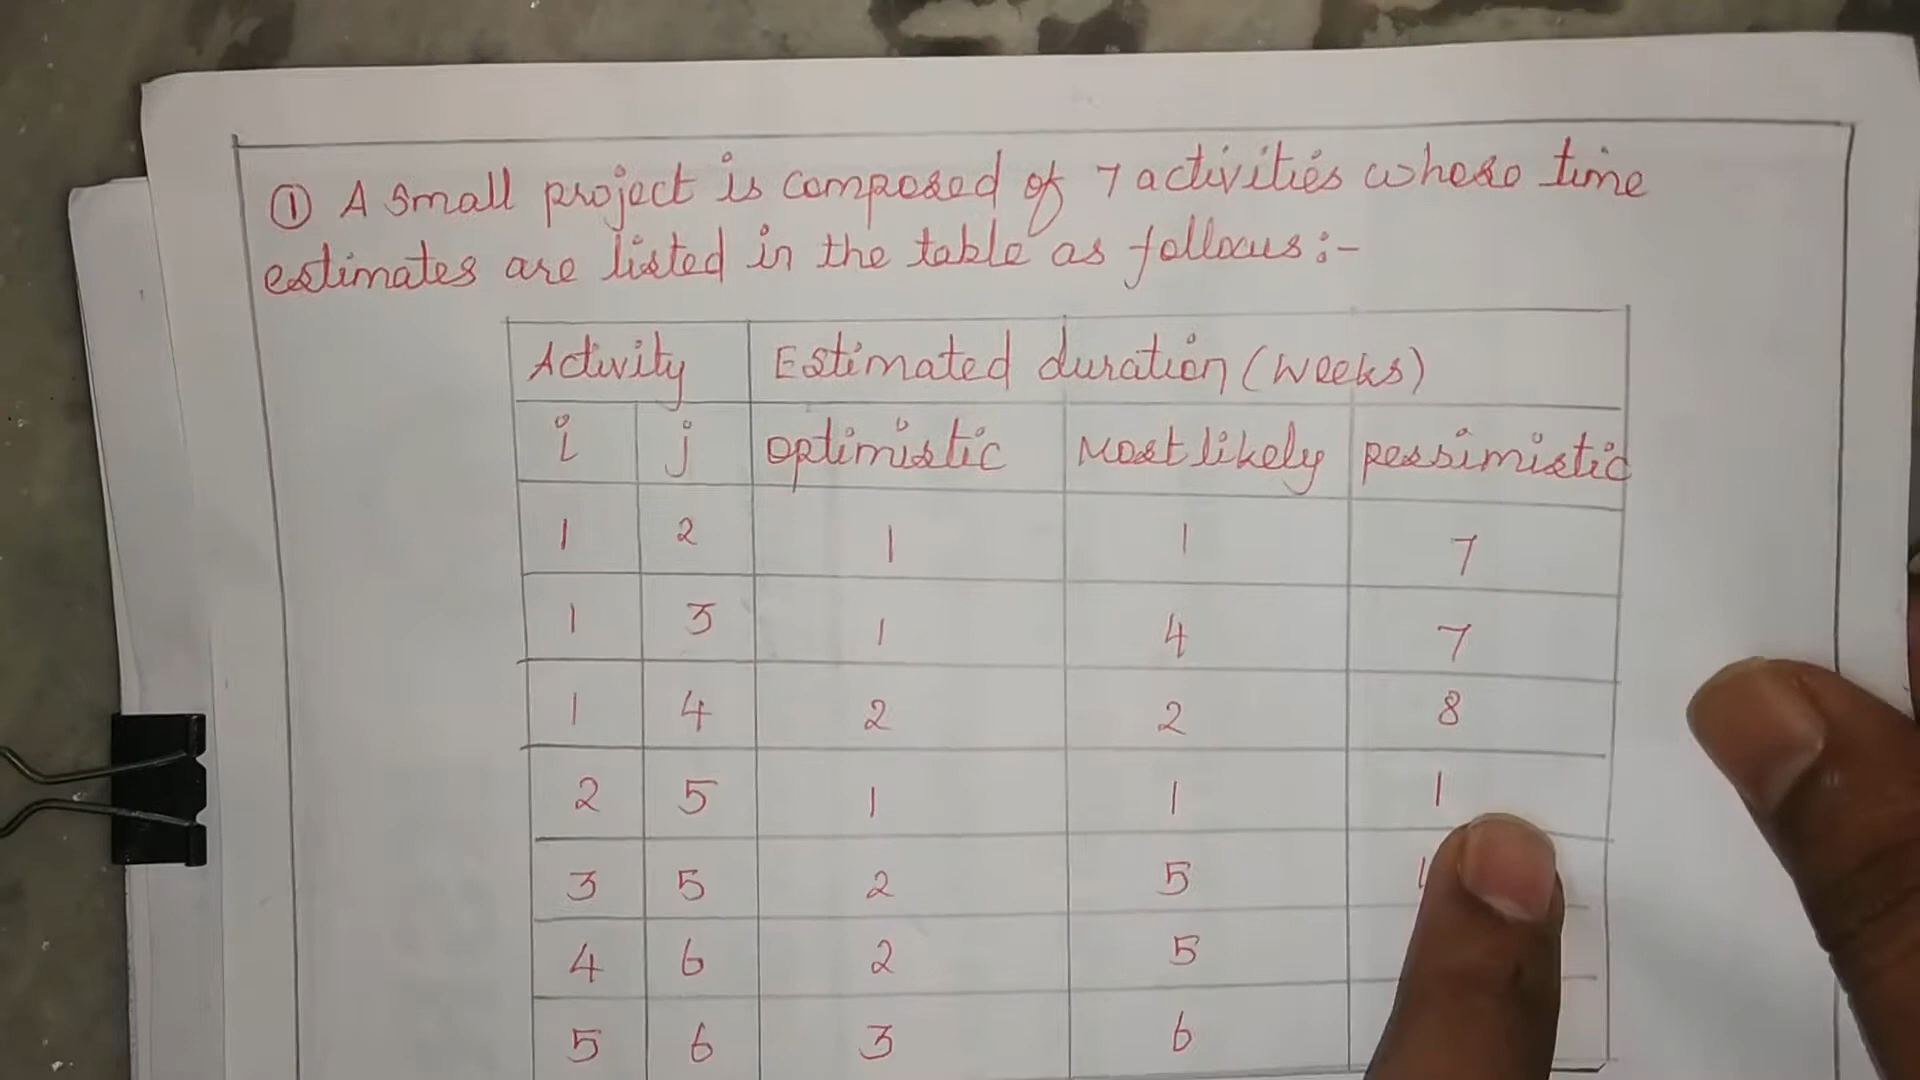 ① A small project is composed of 7 activities whose time
estimates are listed in the table as follows :-
Activity Estimated duration (weeks)
i j optimistic Most likely pessimistic
1 2 1 1 7
1 3 1 4 7
1 4 2 2 8
2 5 1 1 1
3 5 2 5
4 6 2 5
5 6 3 6